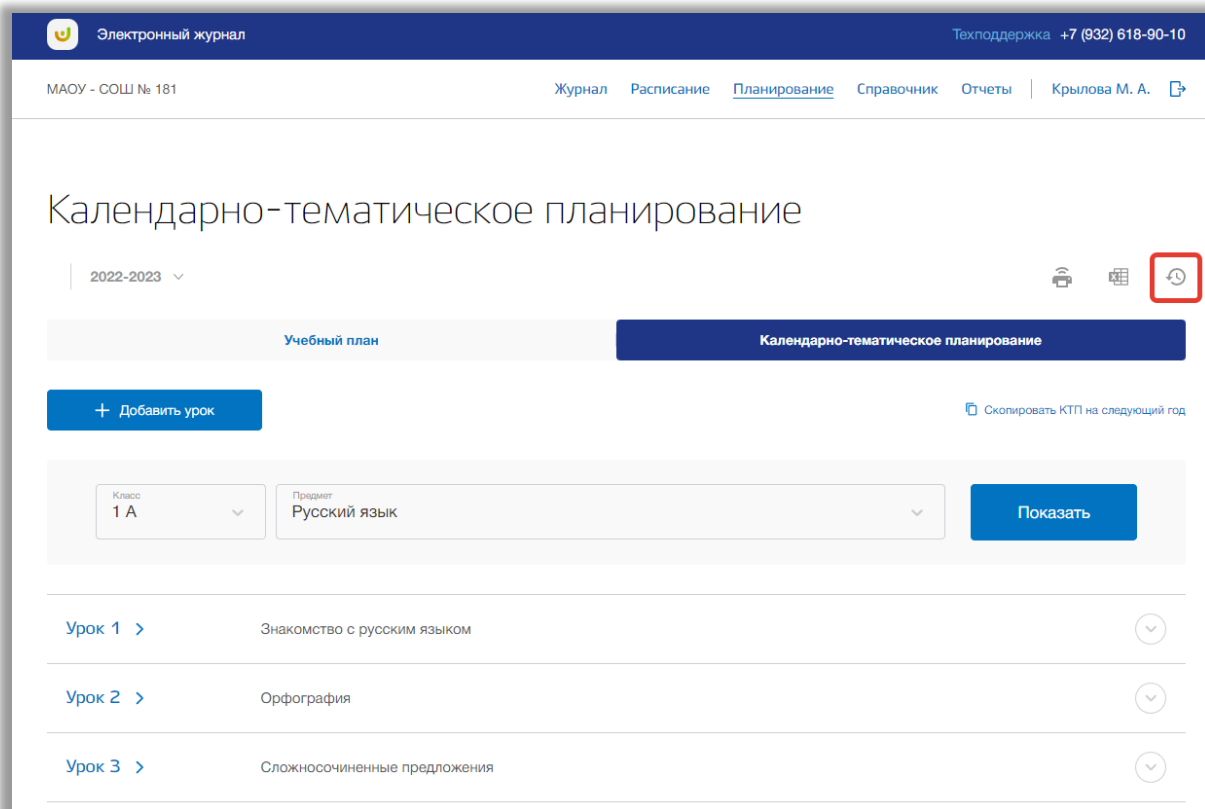 Электронный журнал
Техподдержка +7 (932) 618-90-10
МАОУ - СОШ № 181
Журнал Расписание Планирование Справочник Отчеты Крылова М. А.
Календарно-тематическое планирование
2022-2023
Учебный план
Календарно-тематическое планирование
+ Добавить урок
Скопировать КТП на следующий год
Класс
1 А
Предмет
Русский язык
Показать
Урок 1
Знакомство с русским языком
Урок 2
Орфография
Урок 3
Сложносочиненные предложения